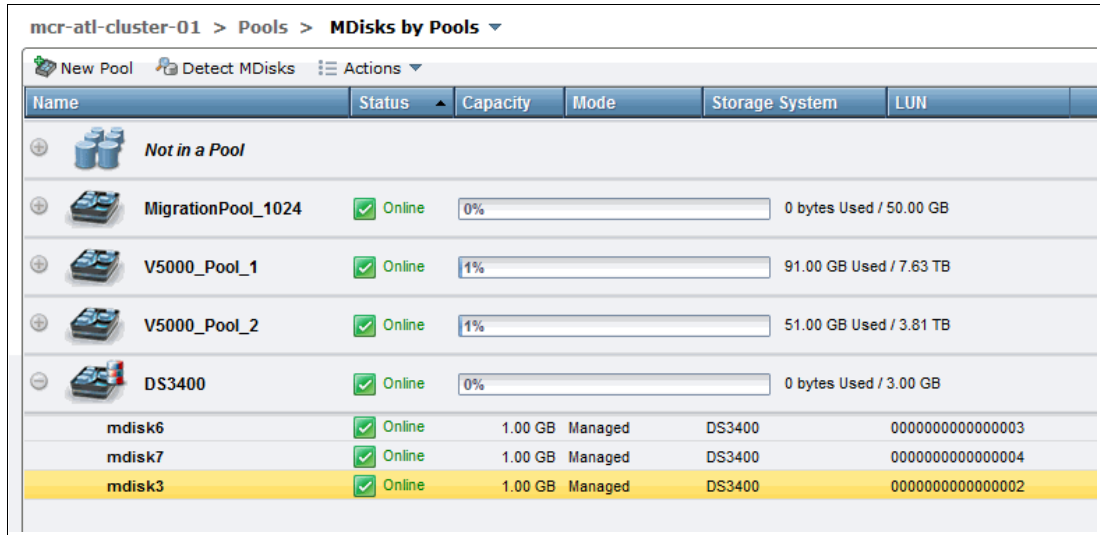 mcr-atl-cluster-01 > Pools > MDisks by Pools
New Pool Detect MDisks Actions
Name Status Capacity Mode Storage System LUN
Not in a Pool
MigrationPool_1024 Online 0% 0 bytes Used / 50.00 GB
V5000_Pool_1 Online 1% 91.00 GB Used / 7.63 TB
V5000_Pool_2 Online 1% 51.00 GB Used / 3.81 TB
DS3400 Online 0% 0 bytes Used / 3.00 GB
mdisk6 Online 1.00 GB Managed DS3400 0000000000000003
mdisk7 Online 1.00 GB Managed DS3400 0000000000000004
mdisk3 Online 1.00 GB Managed DS3400 0000000000000002